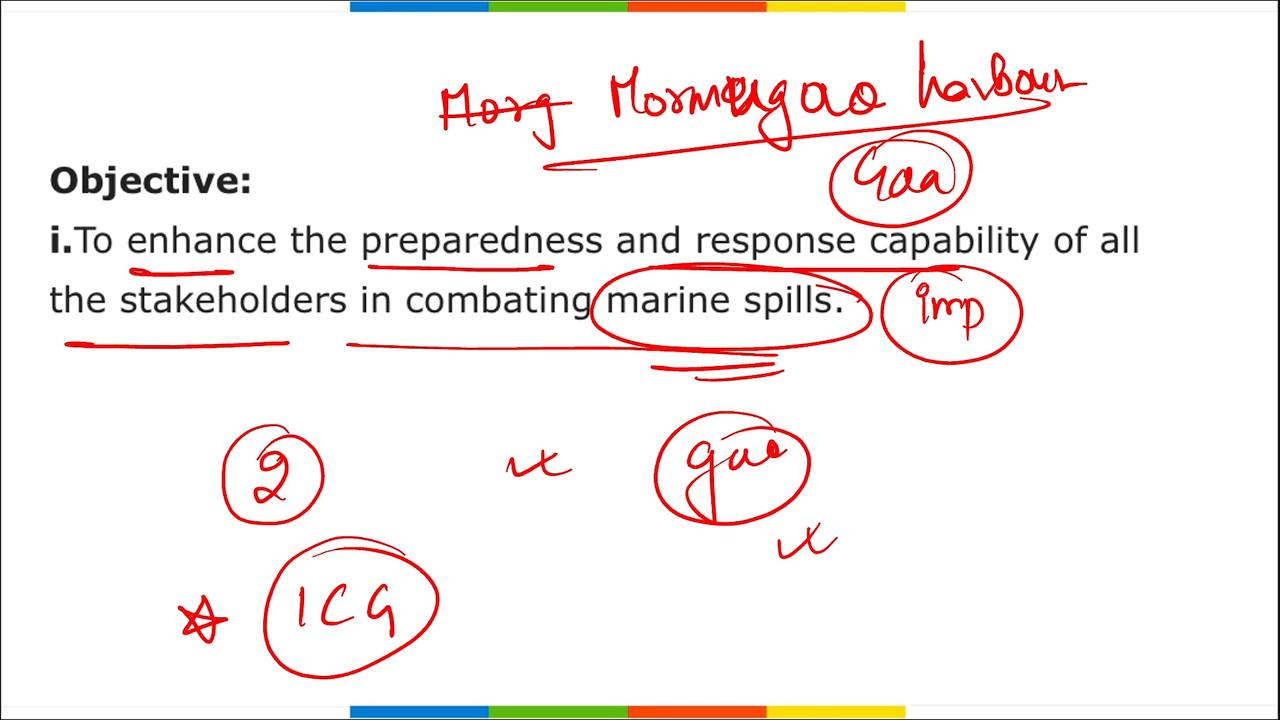 Morg Mormugao harbour
Goa
Objective:
i.To enhance the preparedness and response capability of all
the stakeholders in combating marine spills. imp
2 goa
ICG